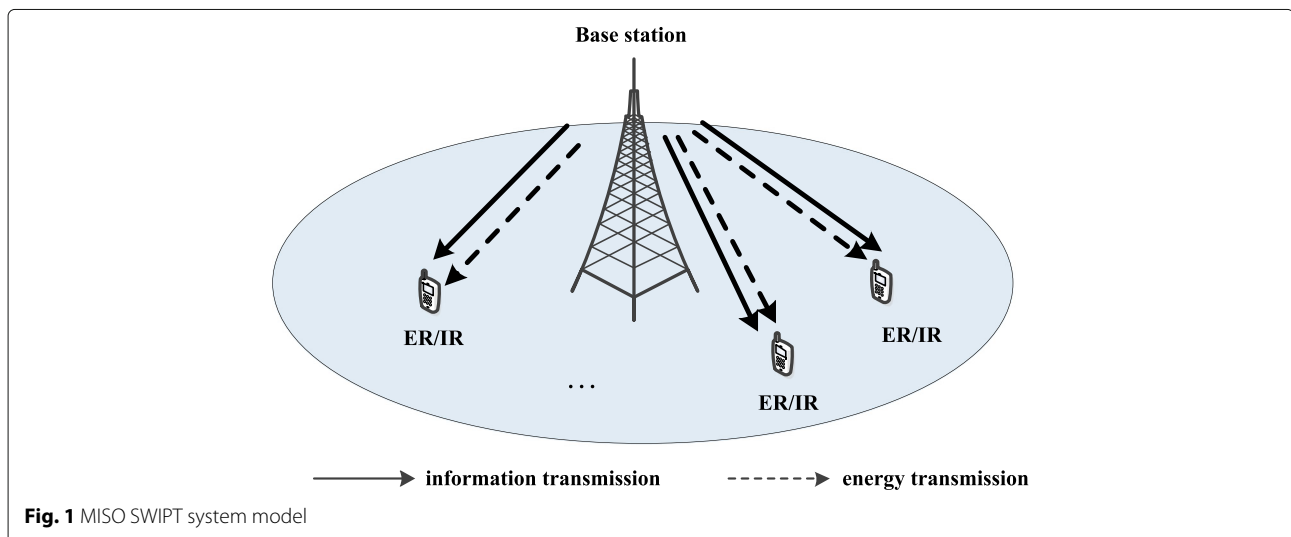 Base station
ER/IR
ER/IR
ER/IR
...
information transmission
energy transmission
Fig. 1 MISO SWIPT system model